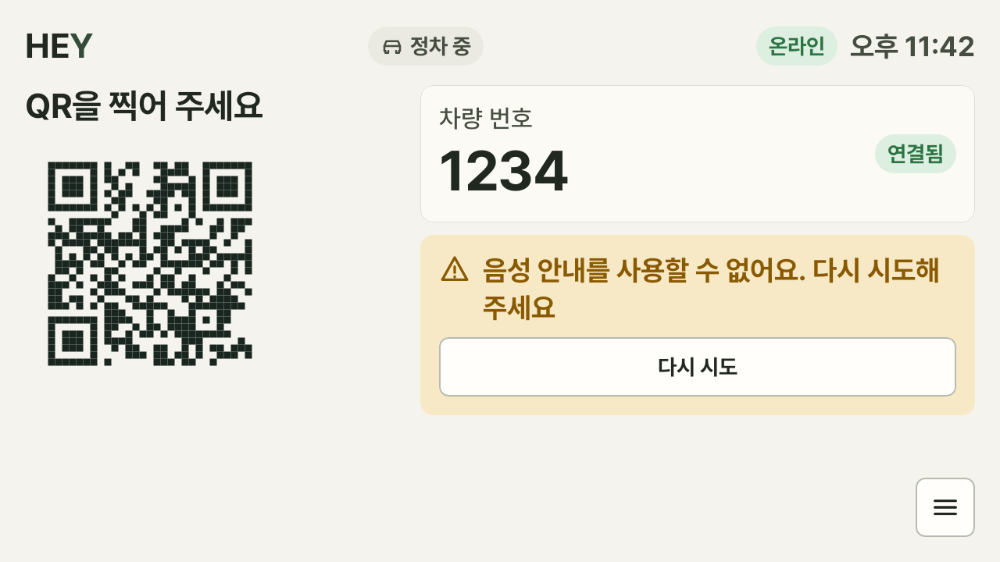 HEY
정차 중
온라인
오후 11:42
QR을 찍어 주세요
차량 번호
1234
연결됨
음성 안내를 사용할 수 없어요. 다시 시도해
주세요
다시 시도